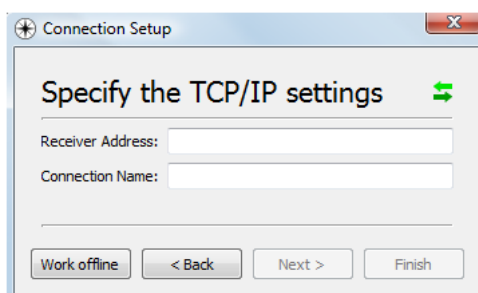 Connection Setup
Specify the TCP/IP settings
Receiver Address:
Connection Name:
Work offline < Back Next > Finish